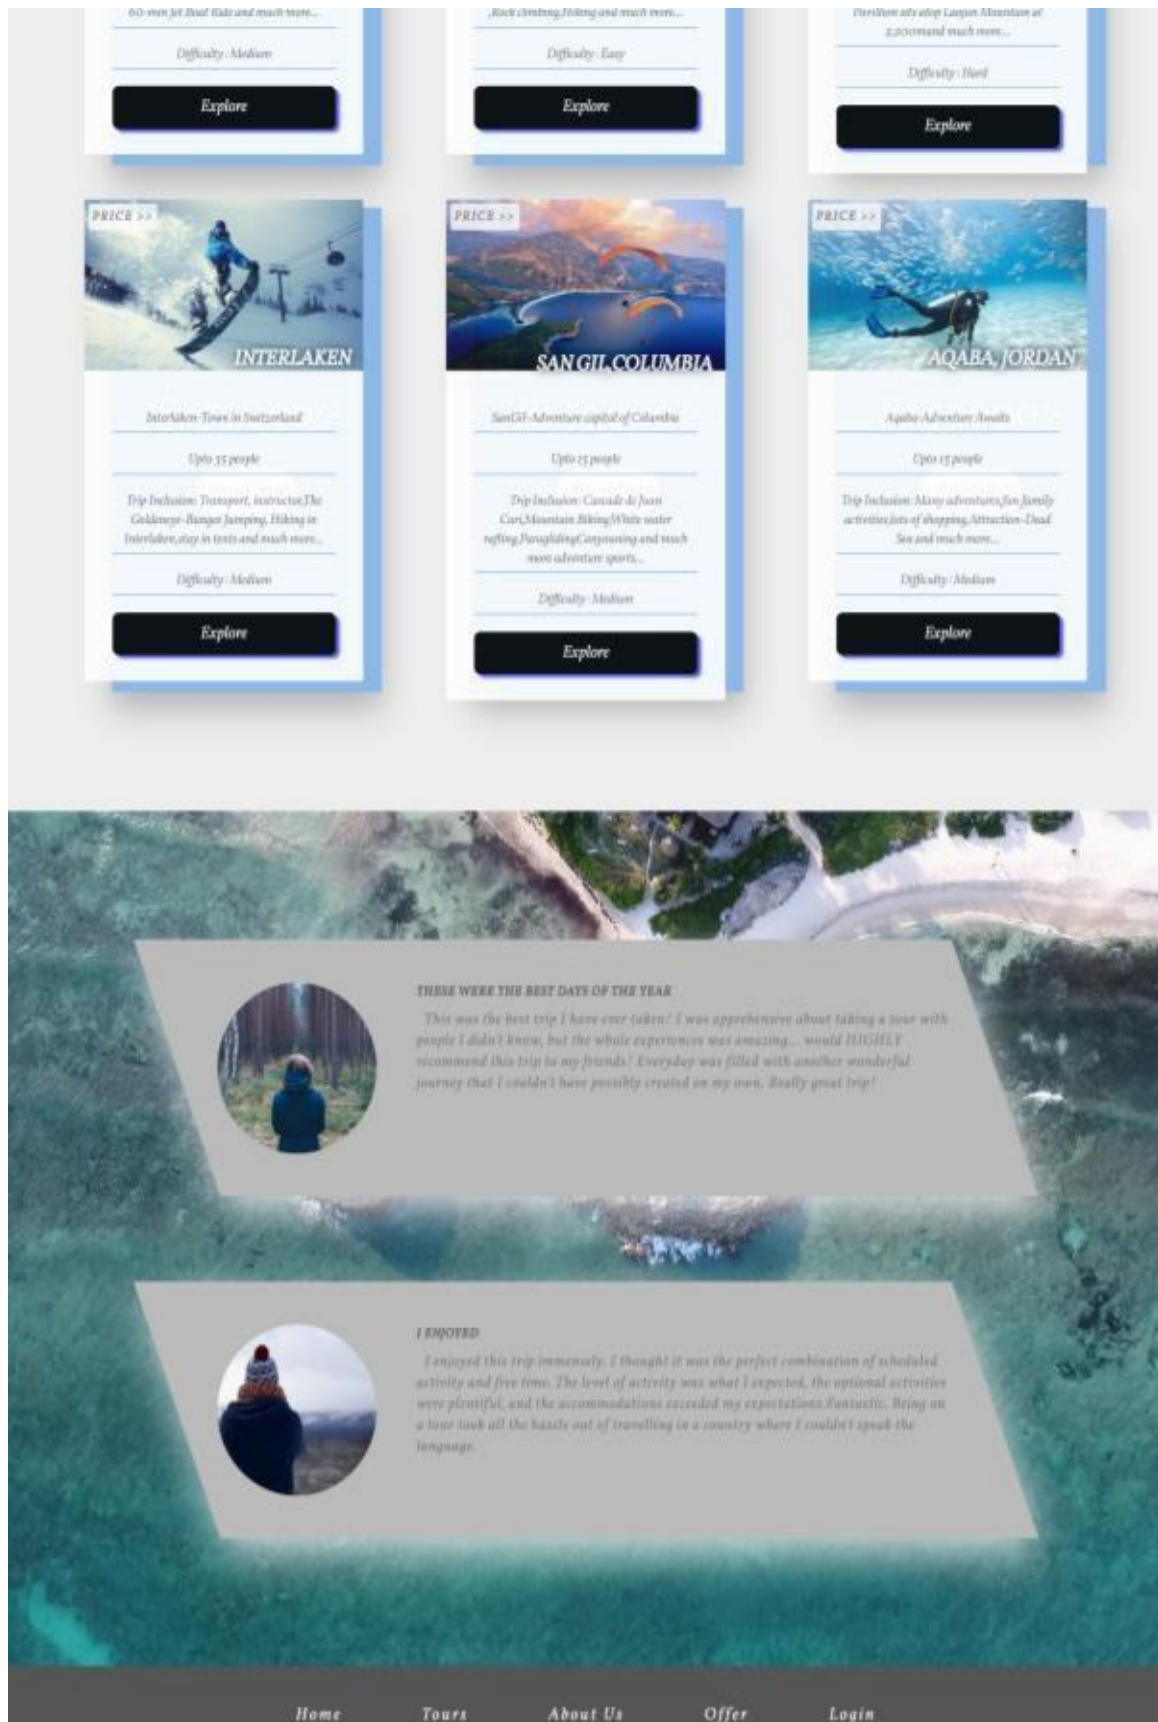 60-min Jet Boat Ride and much more...
Difficulty : Medium
Explore
,Rock climbing,Hiking and much more...
Difficulty : Easy
Explore
Pavilion sits atop Laojun Mountain at
2,200mand much more...
Difficulty : Hard
Explore
PRICE >>
INTERLAKEN
Interlaken-Town in Switzerland
Upto 35 people
Trip Inclusion: Transport, instructor,The
Goldeneye-Bungee Jumping, Hiking in
Interlaken,stay in tents and much more...
Difficulty : Medium
Explore
PRICE >>
SAN GIL,COLUMBIA
SanGil-Adventure capital of Columbia
Upto 15 people
Trip Inclusion: Cascade de Juan
Curi,Mountain Biking,White water
rafting,ParaglidingCanyouning and much
more adventure sports...
Difficulty : Medium
Explore
PRICE >>
AQABA, JORDAN
Aqaba-Adventure Awaits
Upto 15 people
Trip Inclusion: Many adventures,fun family
activities,lots of shopping,Attraction-Dead
Sea and much more...
Difficulty : Medium
Explore
THESE WERE THE BEST DAYS OF THE YEAR
This was the best trip I have ever taken! I was apprehensive about taking a tour with
people I didn't know, but the whole experiences was amazing... would HIGHLY
recommend this trip to my friends! Everyday was filled with another wonderful
journey that I couldn't have possibly created on my own. Really great trip!
I ENJOYED
I enjoyed this trip immensely. I thought it was the perfect combination of scheduled
activity and free time. The level of activity was what I expected, the optional activities
were plentiful, and the accommodations exceeded my expectations.Fantastic. Being on
a tour took all the hassle out of travelling in a country where I couldn't speak the
language.
Home Tours About Us Offer Login